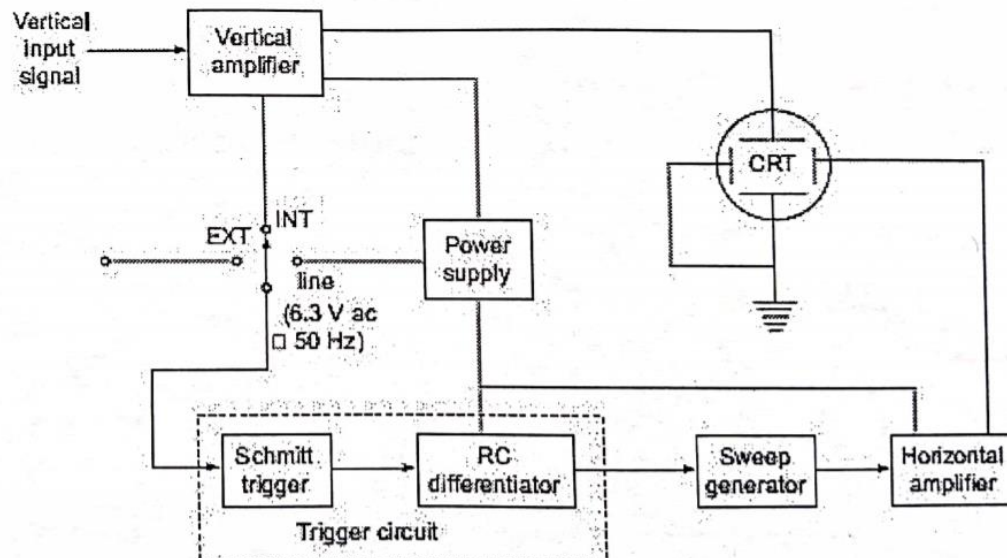 Vertical
input
signal
Vertical
amplifier
CRT
INT
EXT
line
(6.3 V ac
□ 50 Hz)
Power
supply
Schmitt
trigger
RC
differentiator
Sweep
generator
Horizontal
amplifier
Trigger circuit